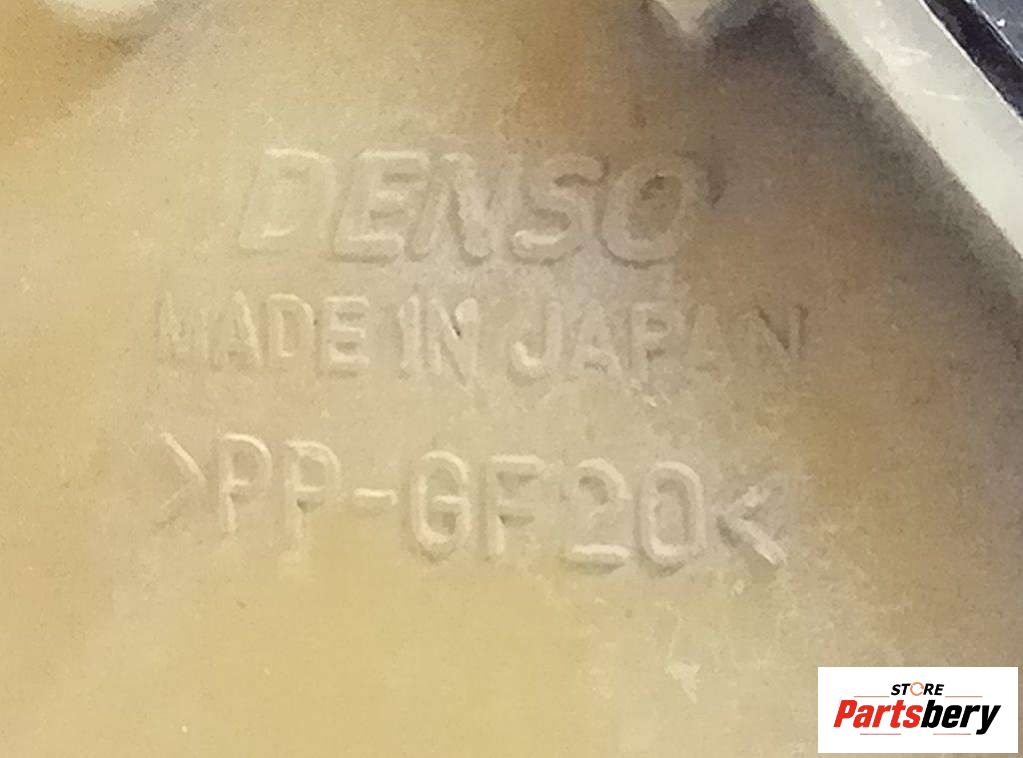 DENSO
MADE IN JAPAN
>PP-GF20<
STORE
Partsbery